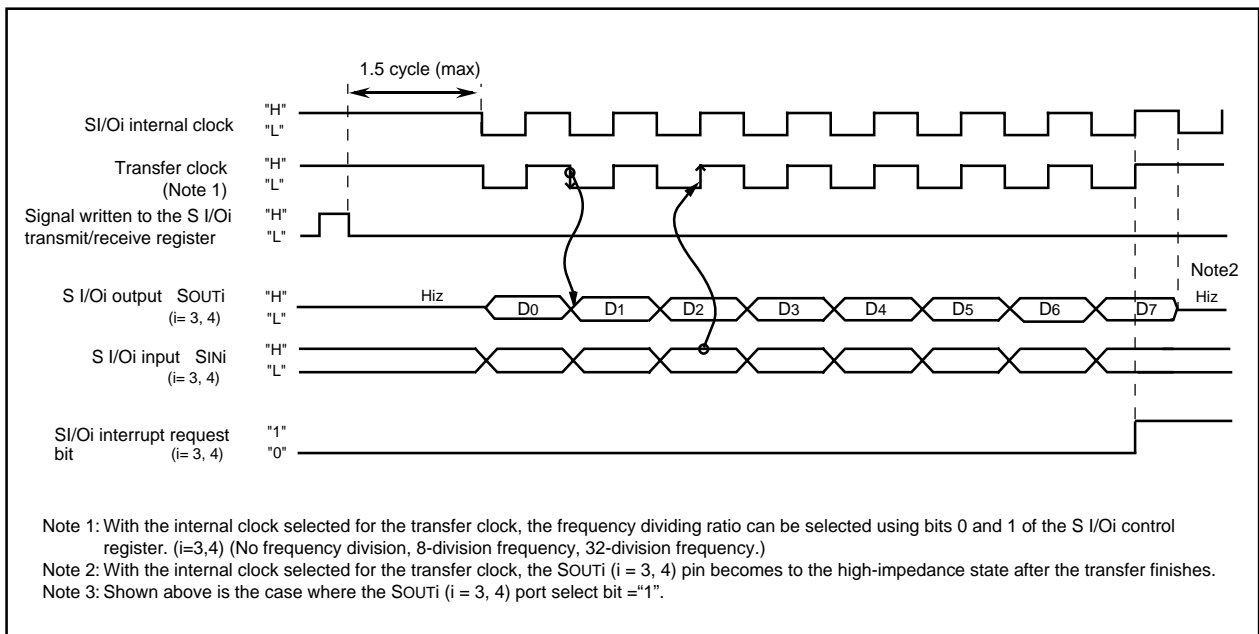 1.5 cycle (max)
SI/Oi internal clock
"H"
"L"
Transfer clock
(Note 1)
"H"
"L"
Signal written to the S I/Oi
transmit/receive register
"H"
"L"
Note2
S I/Oi output SOUTi
(i= 3, 4)
"H"
"L"
Hiz
D0
D1
D2
D3
D4
D5
D6
D7
Hiz
S I/Oi input SINi
(i= 3, 4)
"H"
"L"
SI/Oi interrupt request
bit (i= 3, 4)
"1"
"0"
Note 1: With the internal clock selected for the transfer clock, the frequency dividing ratio can be selected using bits 0 and 1 of the S I/Oi control
register. (i=3,4) (No frequency division, 8-division frequency, 32-division frequency.)
Note 2: With the internal clock selected for the transfer clock, the SOUTi (i = 3, 4) pin becomes to the high-impedance state after the transfer finishes.
Note 3: Shown above is the case where the SOUTi (i = 3, 4) port select bit =“1”.